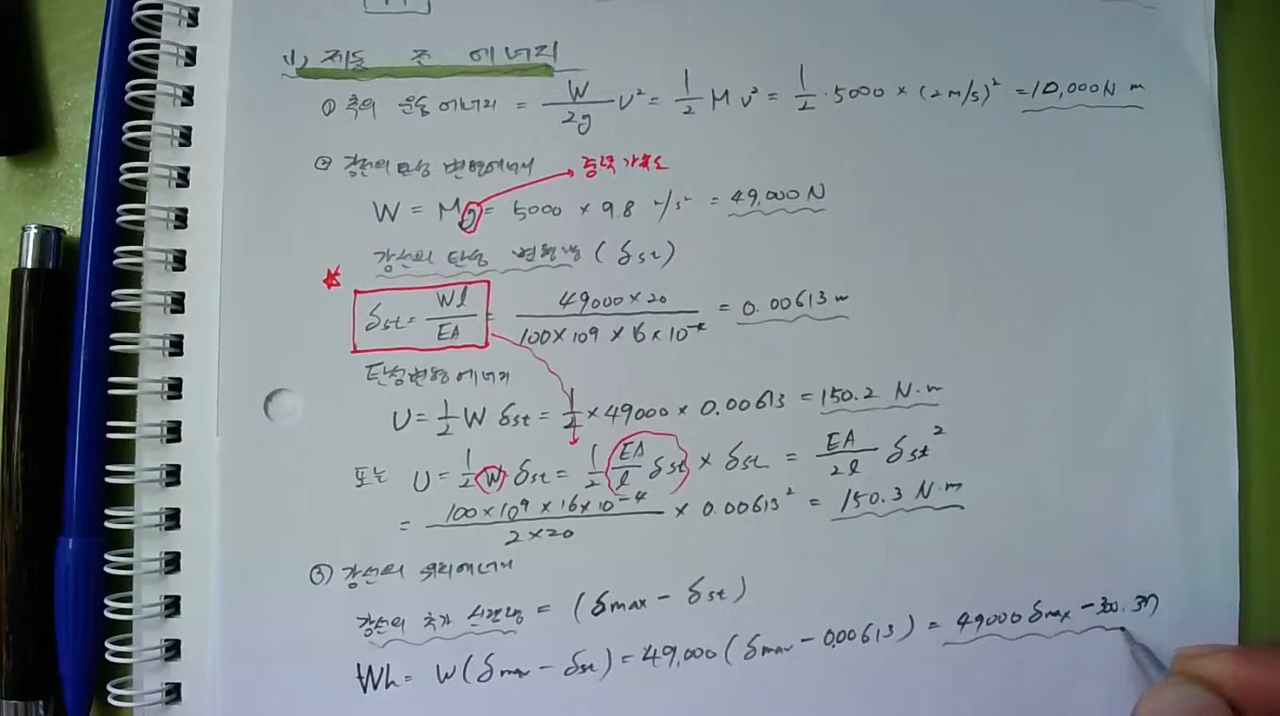 1) 제동 전 에너지
① 추의 운동에너지 = W/2g v² = 1/2 M v² = 1/2 · 5000 × (2m/s)² = 10,000 N m
② 강선의 탄성 변형에너지 → 중력가속도
W = Mg = 5000 × 9.8 m/s² = 49,000 N
강선의 탄성 변형량 (δst)
δst = Wl/EA = 49000×20 / 100×109×16×10⁻⁴ = 0.00613 m
탄성변형에너지
U = 1/2 W δst = 1/2 × 49000 × 0.00613 = 150.2 N·m
또는 U = 1/2 W δst = 1/2 EA/l δst × δst = EA/2l δst²
= 100×10⁹×16×10⁻⁴ / 2×20 × 0.00613² = 150.3 N·m
③ 강선의 위치에너지
강선의 추가 신장량 = (δmax - δst)
Wh = W(δmax - δst) = 49,000 (δmax - 0.00613) = 49000 δmax - 300.37